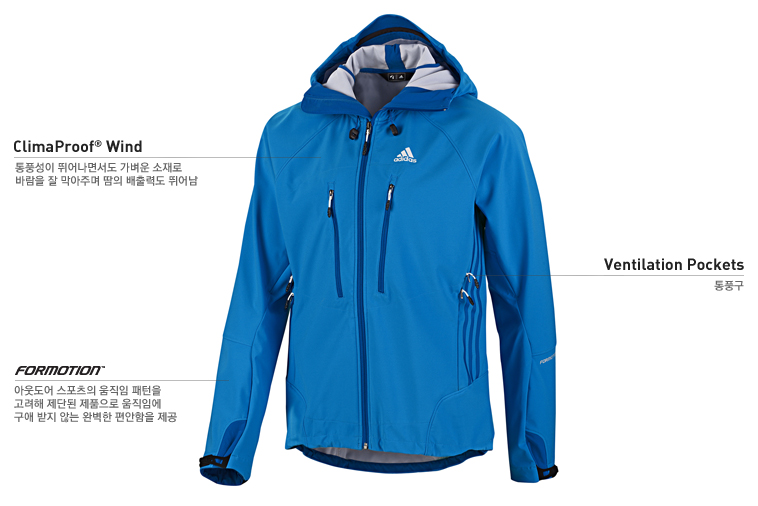 adidas
ClimaProof® Wind
통풍성이 뛰어나면서도 가벼운 소재로
바람을 잘 막아주며 땀의 배출력도 뛰어남
Ventilation Pockets
통풍구
FORMOTION™
아웃도어 스포츠의 움직임 패턴을
고려해 제단된 제품으로 움직임에
구애 받지 않는 완벽한 편안함을 제공